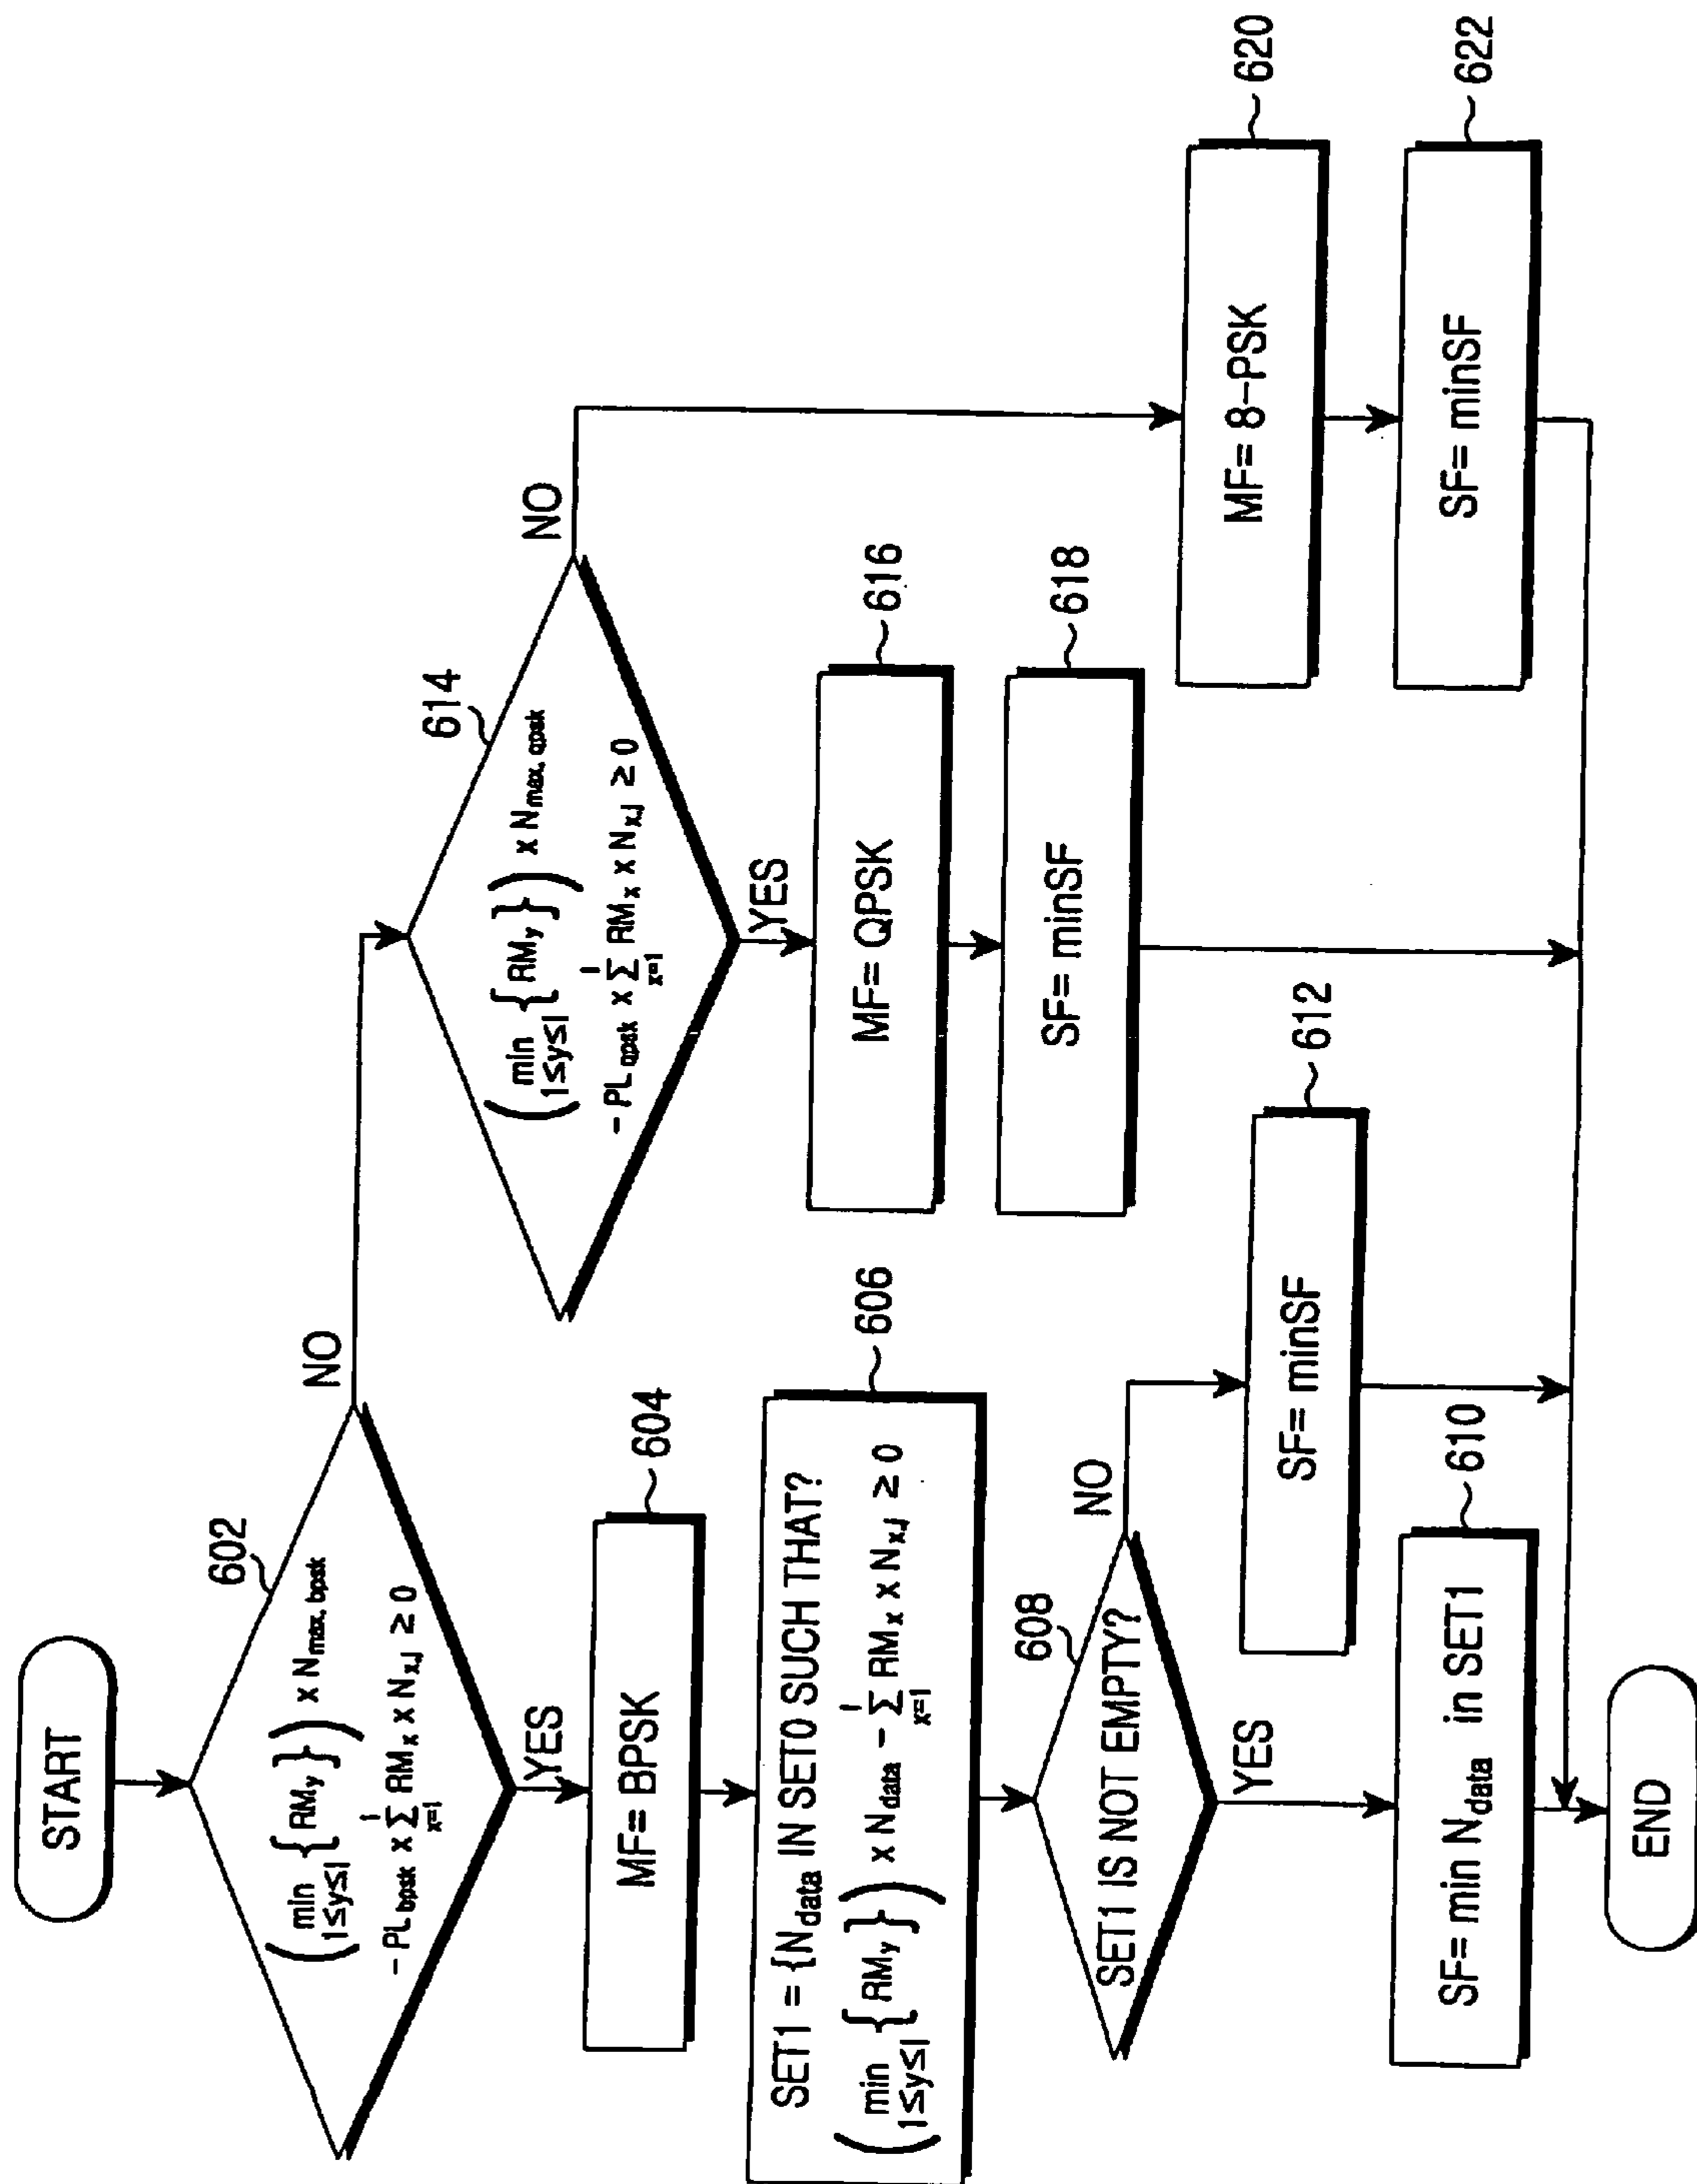 START
602
(min {RMy}) x Nmax, bpsk
1≤y≤I
I
- PLbpsk x Σ RMx x Nx,j ≥ 0
x=1
NO
YES
MF= BPSK
604
SET1 = {Ndata IN SET0 SUCH THAT?
(min {RMy}) x Ndata - Σ RMx x Nx,j ≥ 0
1≤y≤I
I
x=1
606
608
SET1 IS NOT EMPTY?
NO
YES
SF= minSF
612
SF= min Ndata in SET1
610
END
614
(min {RMy}) x Nmax, qpsk
1≤y≤I
I
- PLqpsk x Σ RMx x Nx,j ≥ 0
x=1
NO
YES
MF= QPSK
616
SF= minSF
618
MF= 8-PSK
620
SF= minSF
622